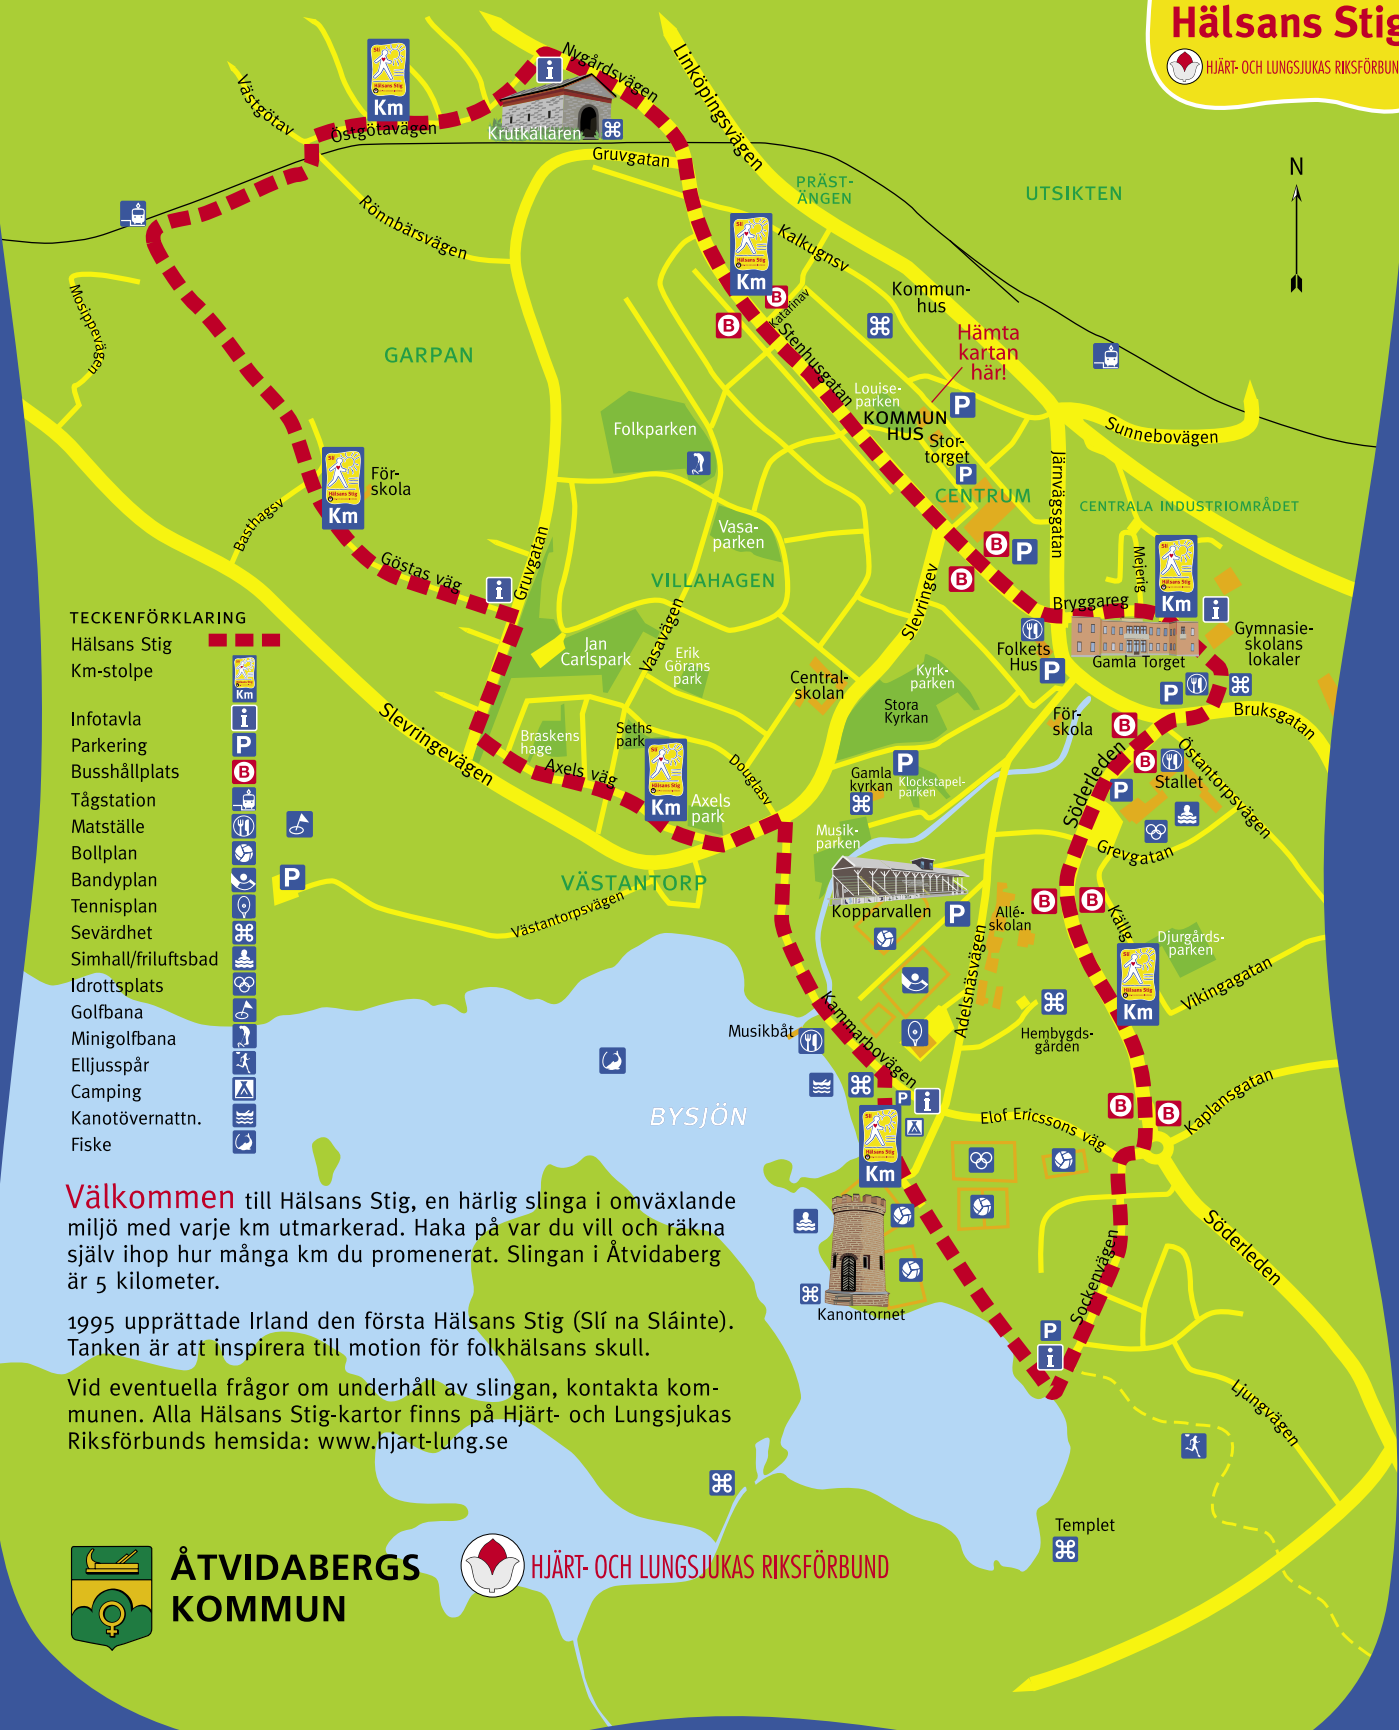 Hälsans Stig
HJÄRT- OCH LUNGSJUKAS RIKSFÖRBUN
Nygårdsvägen
Linköpingsvägen
Västgötav
Km
Östgötavägen
Krutkällaren
Gruvgatan
N
PRÄST-
ÄNGEN
UTSIKTEN
Rönnbärsvägen
Kalkugnsv
Km
Katarinav
Kommun-
hus
Mosippevägen
Stenhusgatan
Hämta
kartan
här!
GARPAN
Louise-
parken
KOMMUN
HUS
Stor-
torget
Folkparken
Sunnebovägen
Järnvägsgatan
För-
skola
Km
CENTRUM
CENTRALA INDUSTRIOMRÅDET
Basthagsv
Vasa-
parken
Göstas väg
Gruvgatan
VILLAHAGEN
Slevringev
Mejerig
Bryggareg
Km
Folkets
Hus
Gamla Torget
Gymnasie-
skolans
lokaler
Jan
Carlspark
Vasavägen
Erik
Görans
park
Central-
skolan
Kyrk-
parken
Stora
Kyrkan
För-
skola
Bruksgatan
Slevringevägen
Braskens
hage
Seths
park
Axels väg
Km
Axels
park
Douglasv
Gamla
kyrkan
Klockstapel-
parken
Söderleden
Östantorpsvägen
Stallet
Musik-
parken
Grevgatan
VÄSTANTORP
Västantorpsvägen
Kopparvallen
Allé-
skolan
Källg
Djurgårds-
parken
Adelsnäsvägen
Km
Vikingagatan
Kammarbovägen
Musikbåt
Hembygds-
gården
BYSJÖN
Elof Ericssons väg
Kaplansgatan
Km
Söderleden
Sockenvägen
Kanontornet
Ljungvägen
Templet
TECKENFÖRKLARING
Hälsans Stig
Km-stolpe
Km
Infotavla
Parkering
Busshållplats
Tågstation
Matställe
Bollplan
Bandyplan
Tennisplan
Sevärdhet
Simhall/friluftsbad
Idrottsplats
Golfbana
Minigolfbana
Elljusspår
Camping
Kanotövernattn.
Fiske
Välkommen till Hälsans Stig, en härlig slinga i omväxlande
miljö med varje km utmarkerad. Haka på var du vill och räkna
själv ihop hur många km du promenerat. Slingan i Åtvidaberg
är 5 kilometer.
1995 upprättade Irland den första Hälsans Stig (Slí na Sláinte).
Tanken är att inspirera till motion för folkhälsans skull.
Vid eventuella frågor om underhåll av slingan, kontakta kom-
munen. Alla Hälsans Stig-kartor finns på Hjärt- och Lungsjukas
Riksförbunds hemsida: www.hjart-lung.se
ÅTVIDABERGS
KOMMUN
HJÄRT- OCH LUNGSJUKAS RIKSFÖRBUND